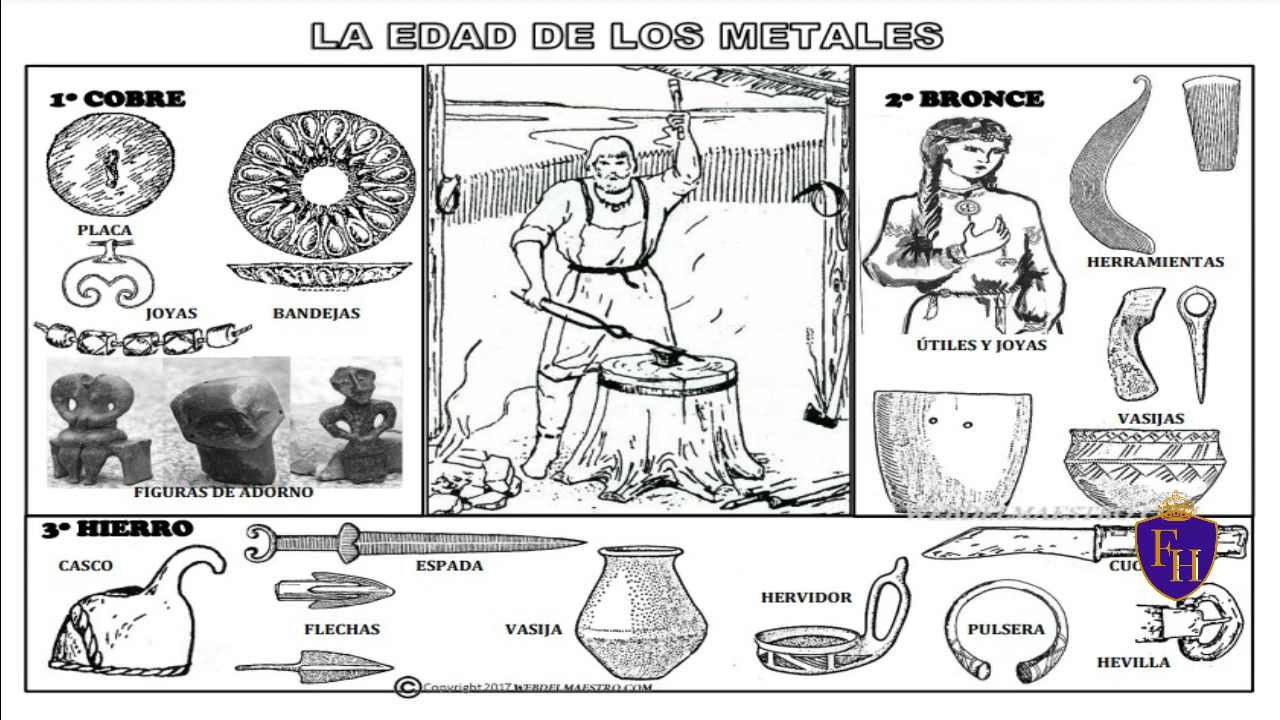 LA EDAD DE LOS METALES
1º COBRE
PLACA
JOYAS
BANDEJAS
FIGURAS DE ADORNO
2º BRONCE
HERRAMIENTAS
ÚTILES Y JOYAS
VASIJAS
WEBDELMAESTRO
3º HIERRO
CASCO
ESPADA
FLECHAS
VASIJA
HERVIDOR
PULSERA
HEVILLA
FH
© Copyright 2017 WEBDELMAESTRO.COM